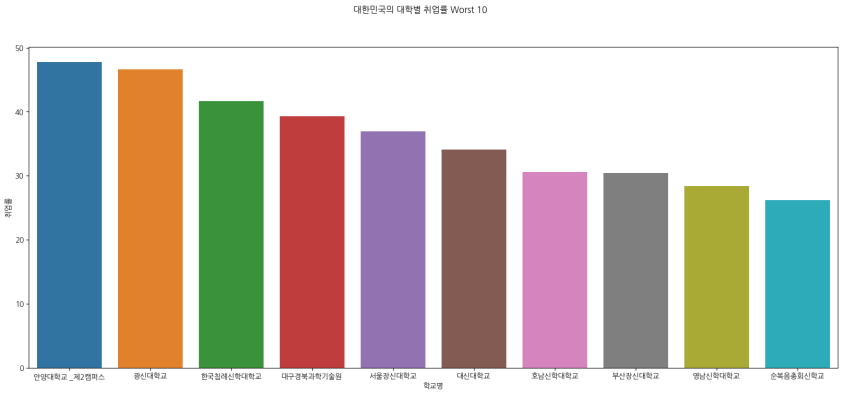 대한민국의 대학별 취업률 Worst 10
50
40
30
20
10
0
취업률
안양대학교 _제2캠퍼스
광신대학교
한국침례신학대학교
대구경북과학기술원
서울장신대학교
대신대학교
호남신학대학교
부산장신대학교
영남신학대학교
순복음총회신학교
학교명